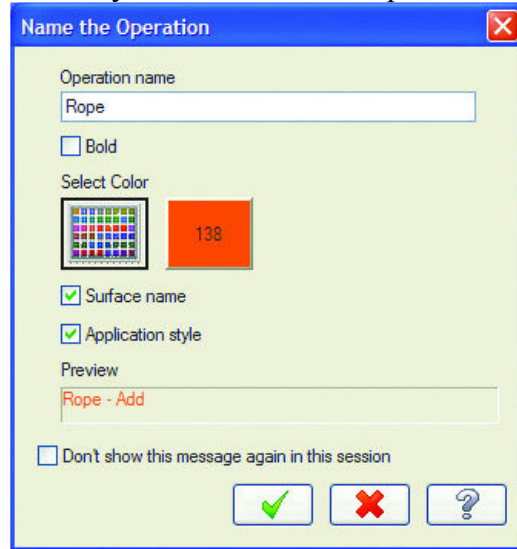 Name the Operation
Operation name
Rope
Bold
Select Color
138
Surface name
Application style
Preview
Rope - Add
Don't show this message again in this session